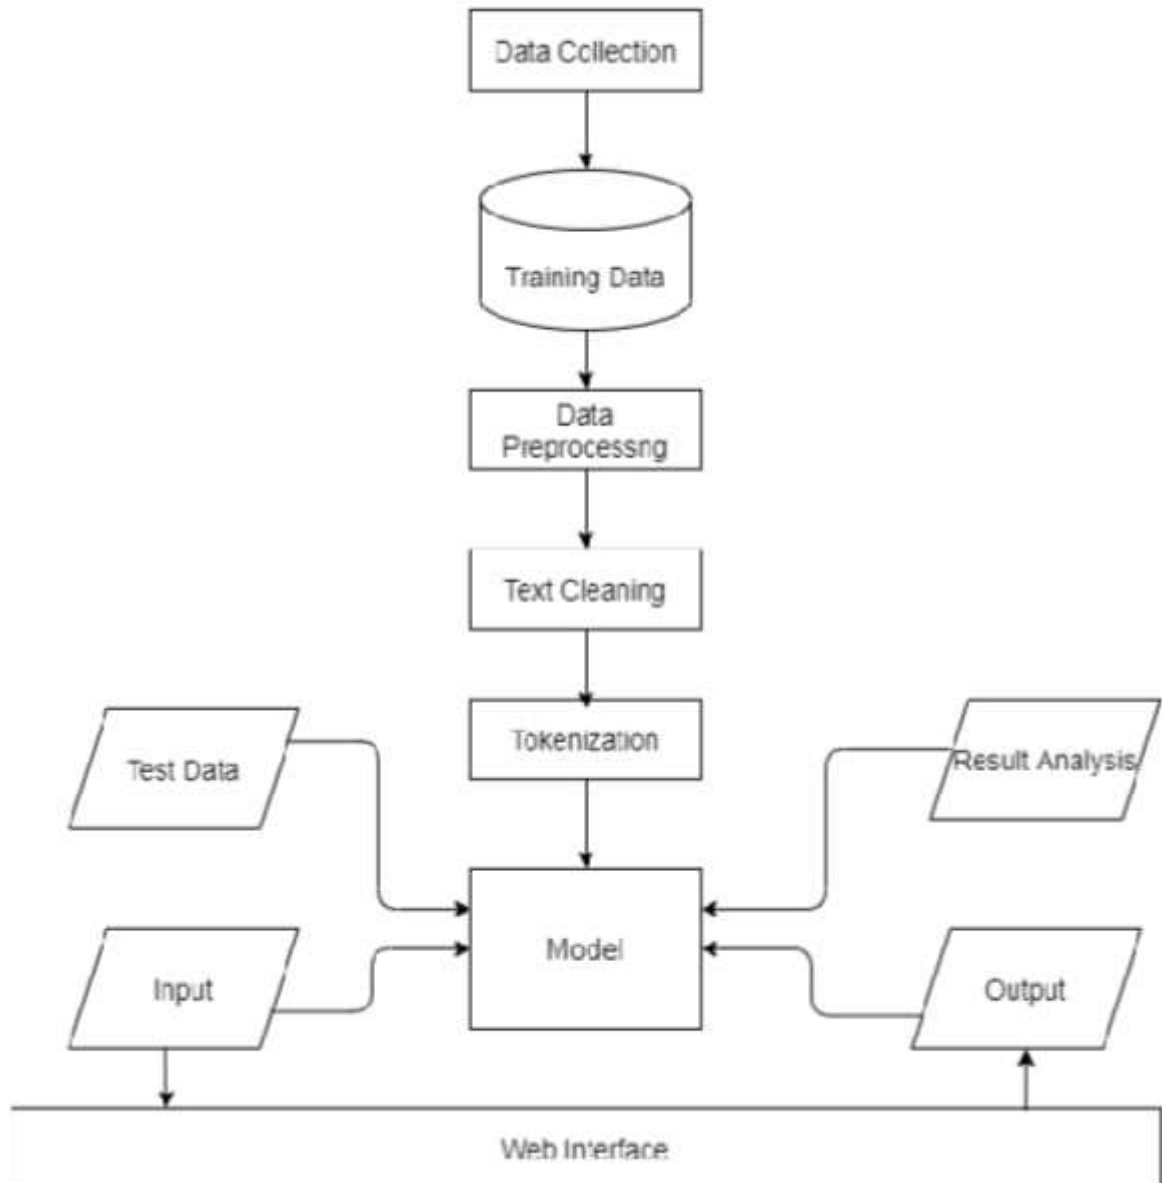 Data Collection
Training Data
Data
Preprocessng
Text Cleaning
Tokenization
Test Data
Result Analysis
Model
Input
Output
Web Interface